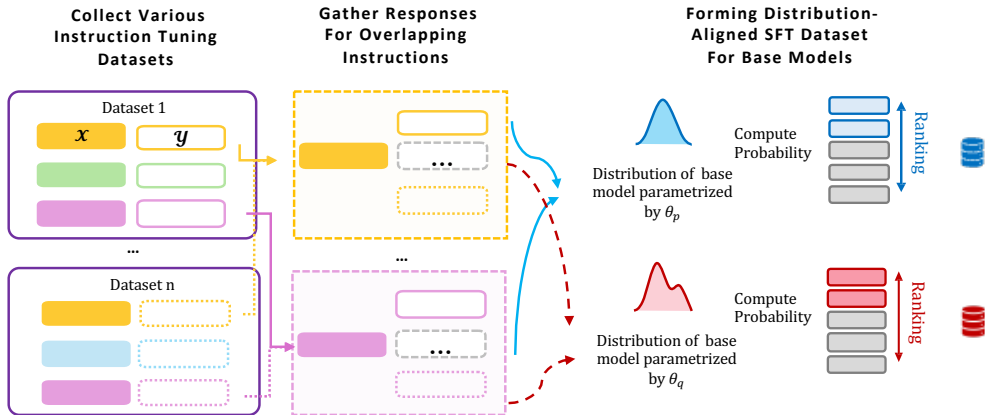 Collect Various
Instruction Tuning
Datasets
Gather Responses
For Overlapping
Instructions
Forming Distribution-
Aligned SFT Dataset
For Base Models
Dataset 1
x
y
...
Dataset n
...
...
...
Distribution of base
model parametrized
by θp
Compute
Probability
Ranking
Distribution of base
model parametrized
by θq
Compute
Probability
Ranking